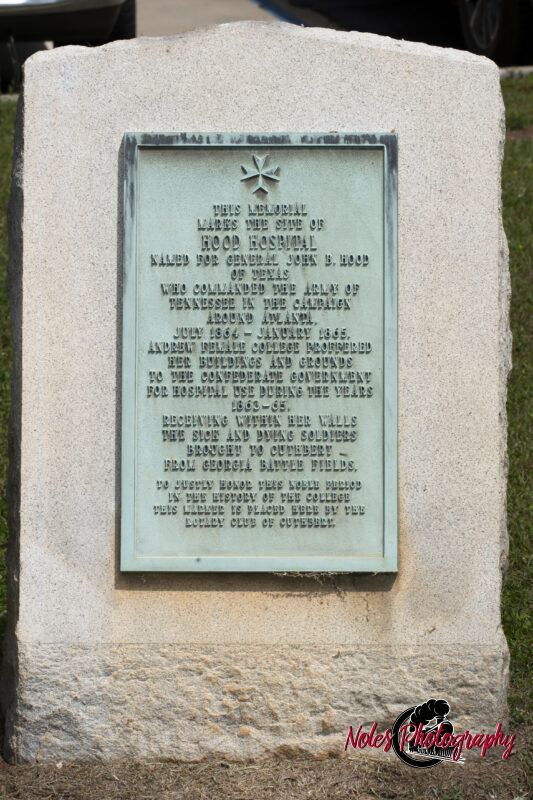 THIS MEMORIAL
MARKS THE SITE OF
HOOD HOSPITAL
NAMED FOR GENERAL JOHN B. HOOD
OF TEXAS
WHO COMMANDED THE ARMY OF
TENNESSEE IN THE CAMPAIGN
AROUND ATLANTA,
JULY 1864 – JANUARY 1865.
ANDREW FEMALE COLLEGE PROFFERED
HER BUILDINGS AND GROUNDS
TO THE CONFEDERATE GOVERNMENT
FOR HOSPITAL USE DURING THE YEARS
1863–65,
RECEIVING WITHIN HER WALLS
THE SICK AND DYING SOLDIERS
BROUGHT TO CUTHBERT
FROM GEORGIA BATTLE FIELDS.
TO JUSTLY HONOR THIS NOBLE PERIOD
IN THE HISTORY OF THE COLLEGE
THIS MARKER IS PLACED HERE BY THE
ROTARY CLUB OF CUTHBERT.
Noles Photography